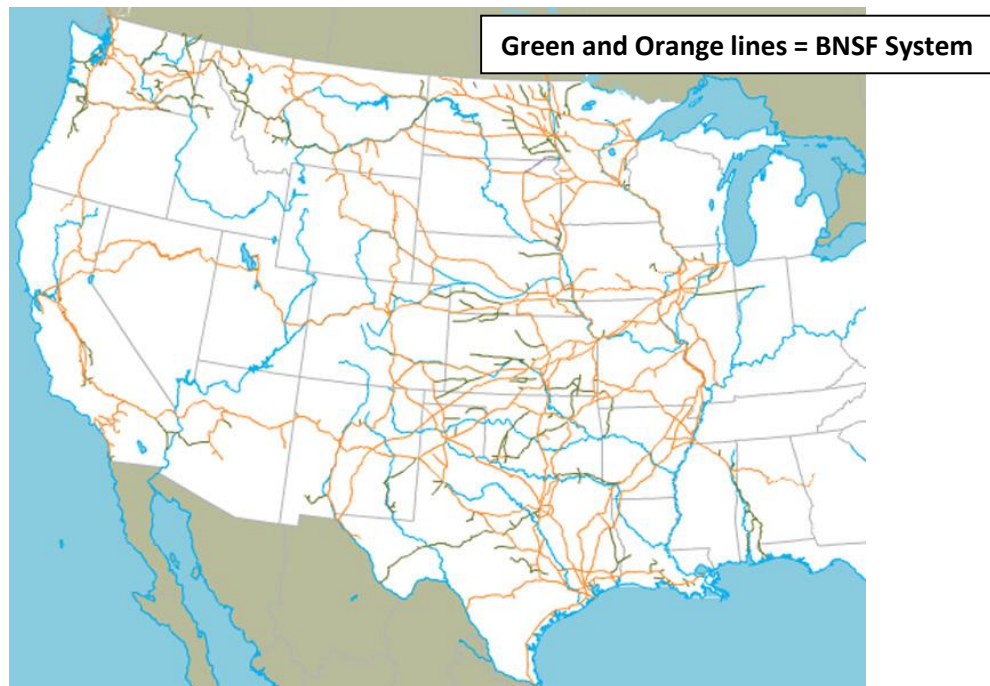 Green and Orange lines = BNSF System